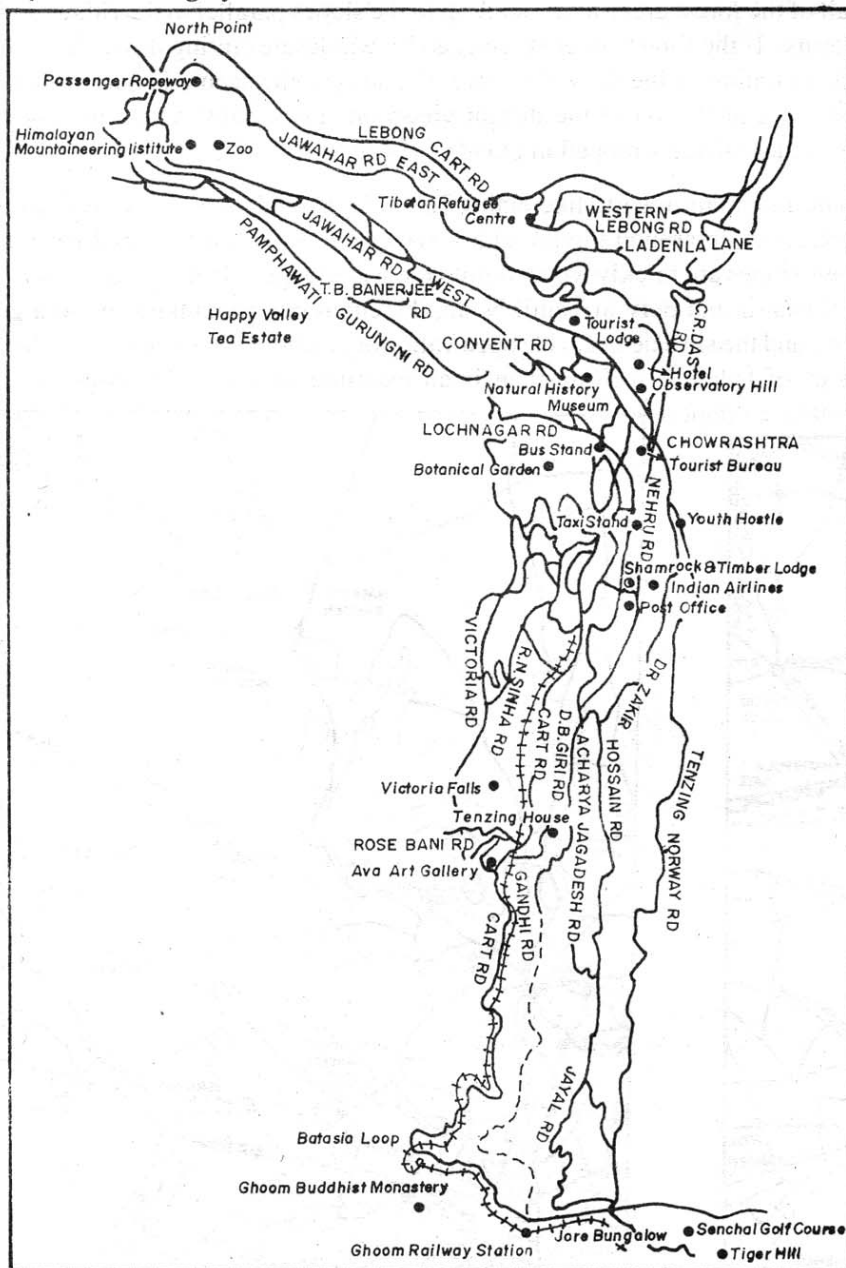 North Point
Passenger Ropeway
Himalayan
Mountaineering Iistitute
Zoo
LEBONG
CART RD
JAWAHAR RD EAST
Tibetan Refugee
Centre
WESTERN
LEBONG RD
LADENLA LANE
JAWAHAR RD
WEST
T.B. BANERJEE
RD
PAMPHAWATI GURUNGNI RD
Happy Valley
Tea Estate
CONVENT RD
C.R.DAS
RD
Tourist
Lodge
Hotel
Observatory Hill
Natural History
Museum
LOCHNAGAR RD
CHOWRASHTRA
Bus Stand
Tourist Bureau
Botanical Garden
NEHRU RD
Taxi Stand
Youth Hostle
Shamrock & Timber Lodge
Indian Airlines
Post Office
VICTORIA RD
R.N. SINHA RD
CART RD
D.B.GIRI RD
ACHARYA JAGADESH RD
DR ZAKIR
HOSSAIN RD
TENZING
NORWAY RD
Victoria Falls
Tenzing House
ROSE BANI RD
Ava Art Gallery
GANDHI RD
CART RD
JAYAL RD
Batasia Loop
Ghoom Buddhist Monastery
Jore Bungalow
Senchal Golf Course
Ghoom Railway Station
Tiger Hill